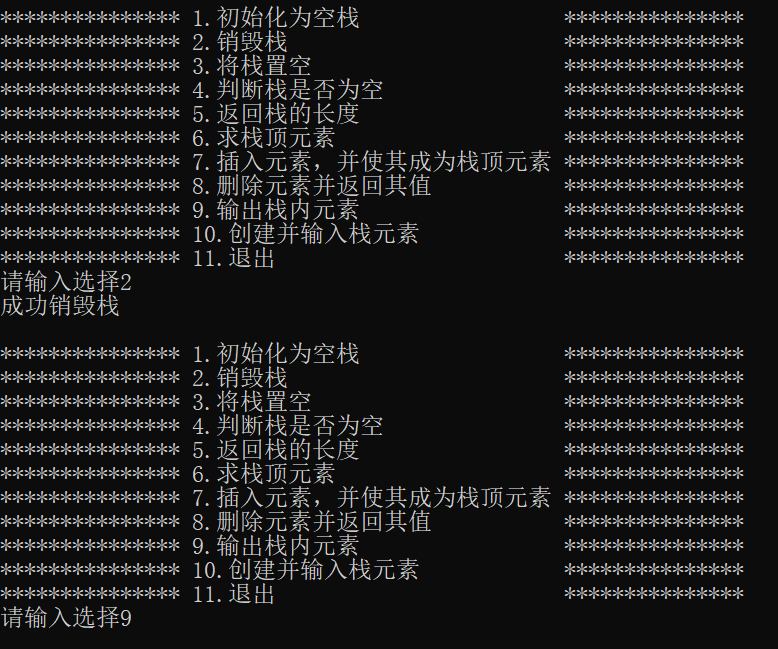 *************** 1.初始化为空栈                 ***************
*************** 2.销毁栈                       ***************
*************** 3.将栈置空                     ***************
*************** 4.判断栈是否为空               ***************
*************** 5.返回栈的长度                 ***************
*************** 6.求栈顶元素                   ***************
*************** 7.插入元素，并使其成为栈顶元素 ***************
*************** 8.删除元素并返回其值           ***************
*************** 9.输出栈内元素                 ***************
*************** 10.创建并输入栈元素            ***************
*************** 11.退出                        ***************
请输入选择2
成功销毁栈

*************** 1.初始化为空栈                 ***************
*************** 2.销毁栈                       ***************
*************** 3.将栈置空                     ***************
*************** 4.判断栈是否为空               ***************
*************** 5.返回栈的长度                 ***************
*************** 6.求栈顶元素                   ***************
*************** 7.插入元素，并使其成为栈顶元素 ***************
*************** 8.删除元素并返回其值           ***************
*************** 9.输出栈内元素                 ***************
*************** 10.创建并输入栈元素            ***************
*************** 11.退出                        ***************
请输入选择9